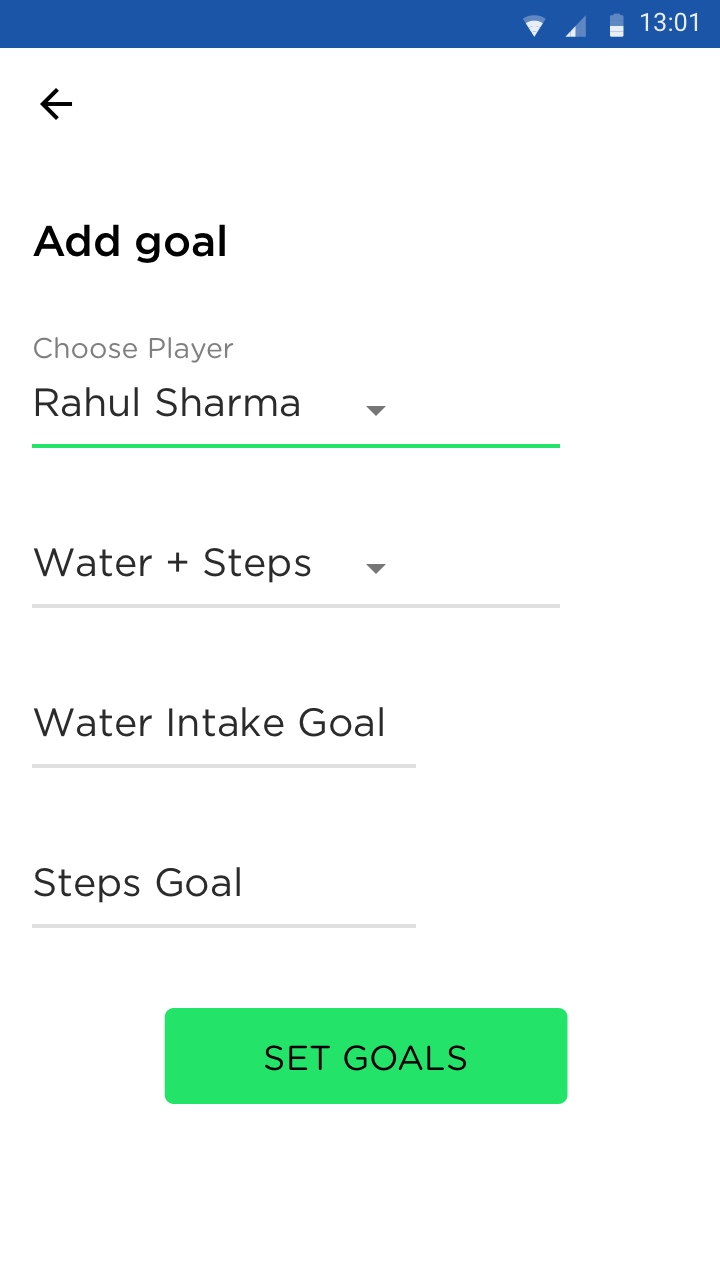 13:01
Add goal
Choose Player
Rahul Sharma
Water + Steps
Water Intake Goal
Steps Goal
SET GOALS